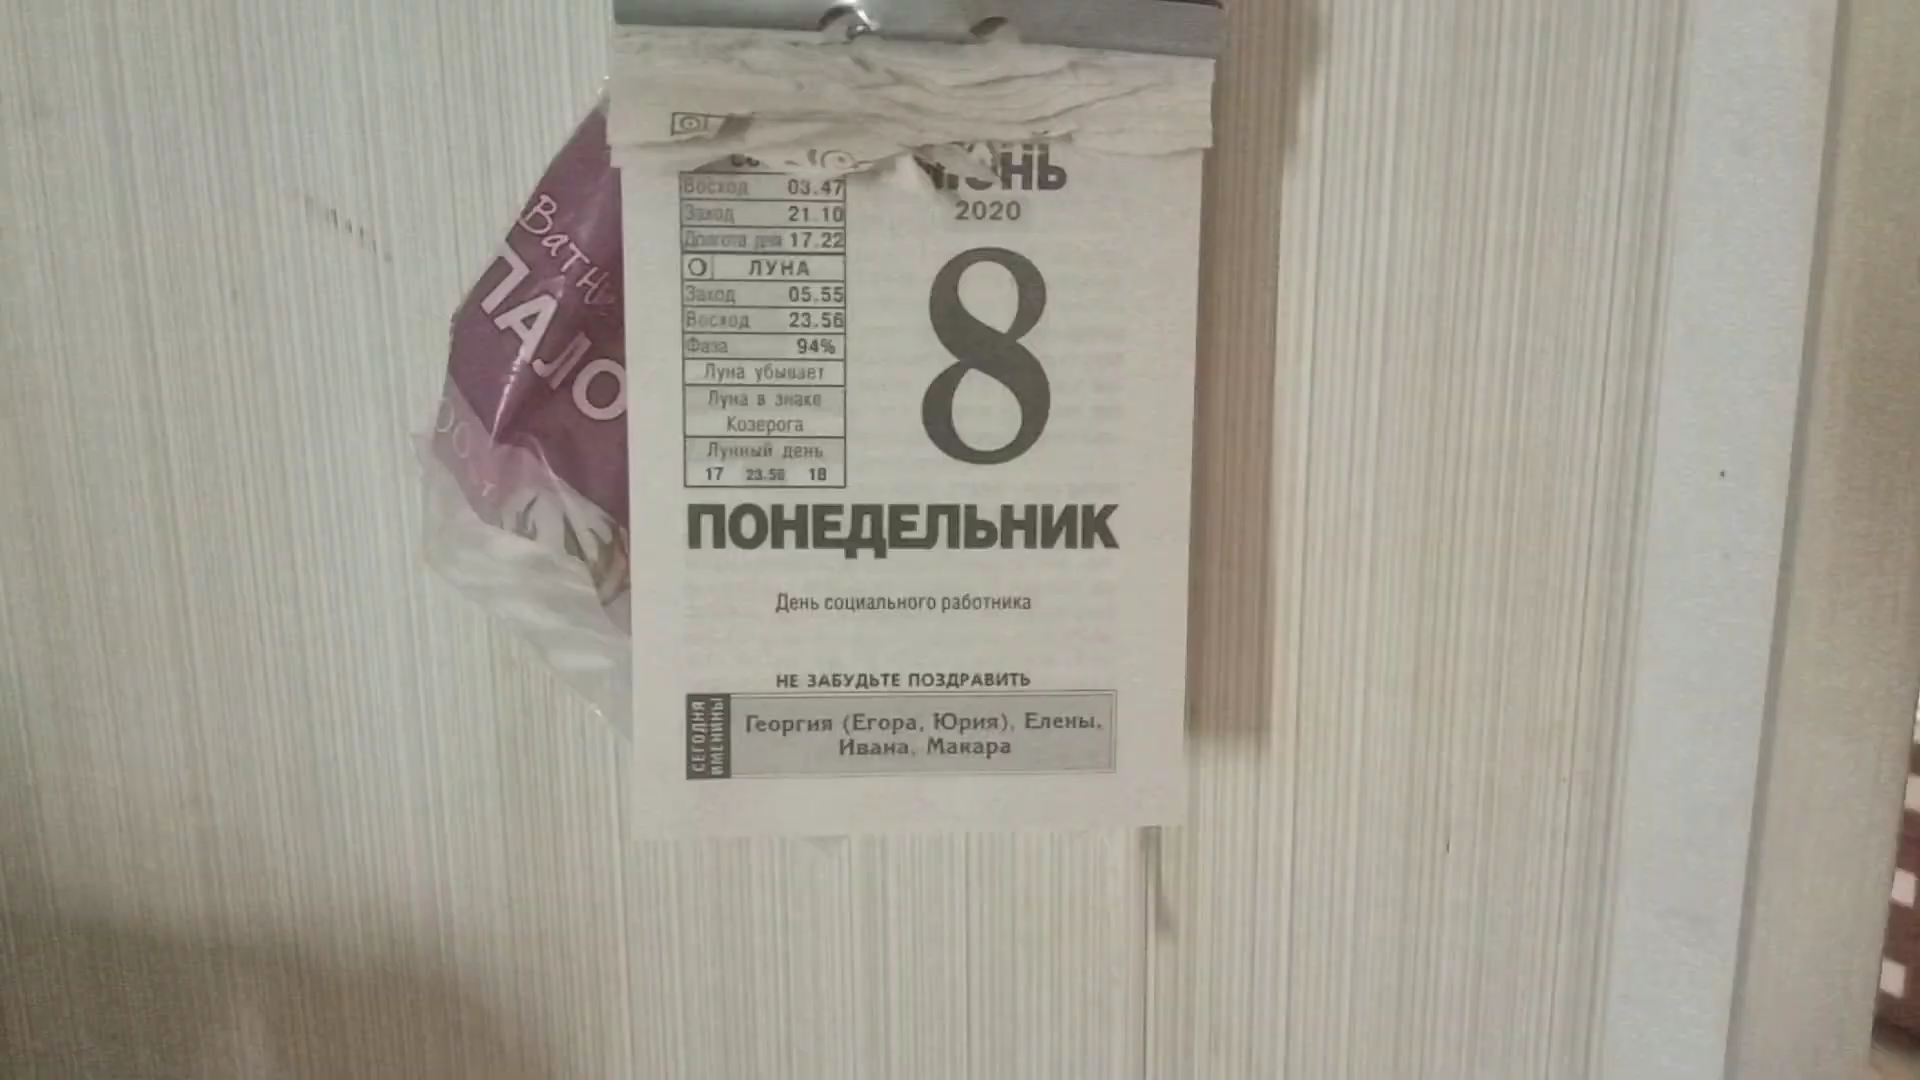 Восход 03.47
Заход 21.10
Долгота дня 17.22
ЛУНА
Заход 05.55
Восход 23.56
Фаза 94%
Луна убывает
Луна в знаке
Козерога
Лунный день
17 23.56 18
2020
8
ПОНЕДЕЛЬНИК
День социального работника
НЕ ЗАБУДЬТЕ ПОЗДРАВИТЬ
СЕГОДНЯ
ИМЕНИНЫ
Георгия (Егора, Юрия), Елены,
Ивана, Макара